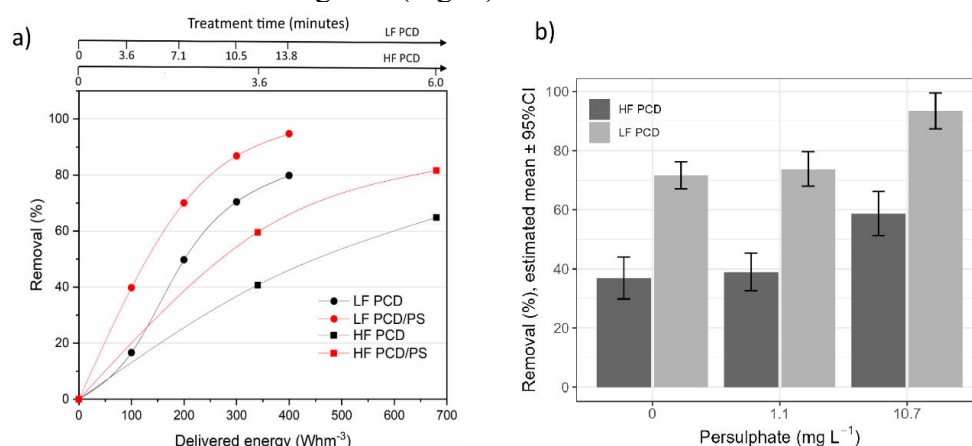 a)
Treatment time (minutes)
LF PCD
0 3.6 7.1 10.5 13.8
HF PCD
0 3.6 6.0
Removal (%)
100
80
60
40
20
0
LF PCD
LF PCD/PS
HF PCD
HF PCD/PS
0 100 200 300 400 500 600 700
Delivered energy (Whm⁻³)
b)
Removal (%), estimated mean ± 95%CI
100
80
60
40
20
0
HF PCD
LF PCD
0 1.1 10.7
Persulphate (mg L⁻¹)